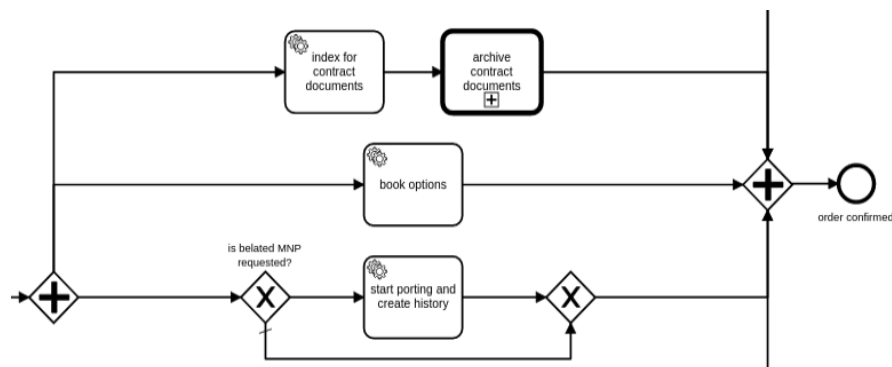 index for
contract
documents
archive
contract
documents
book options
is belated MNP
requested?
start porting and
create history
order confirmed